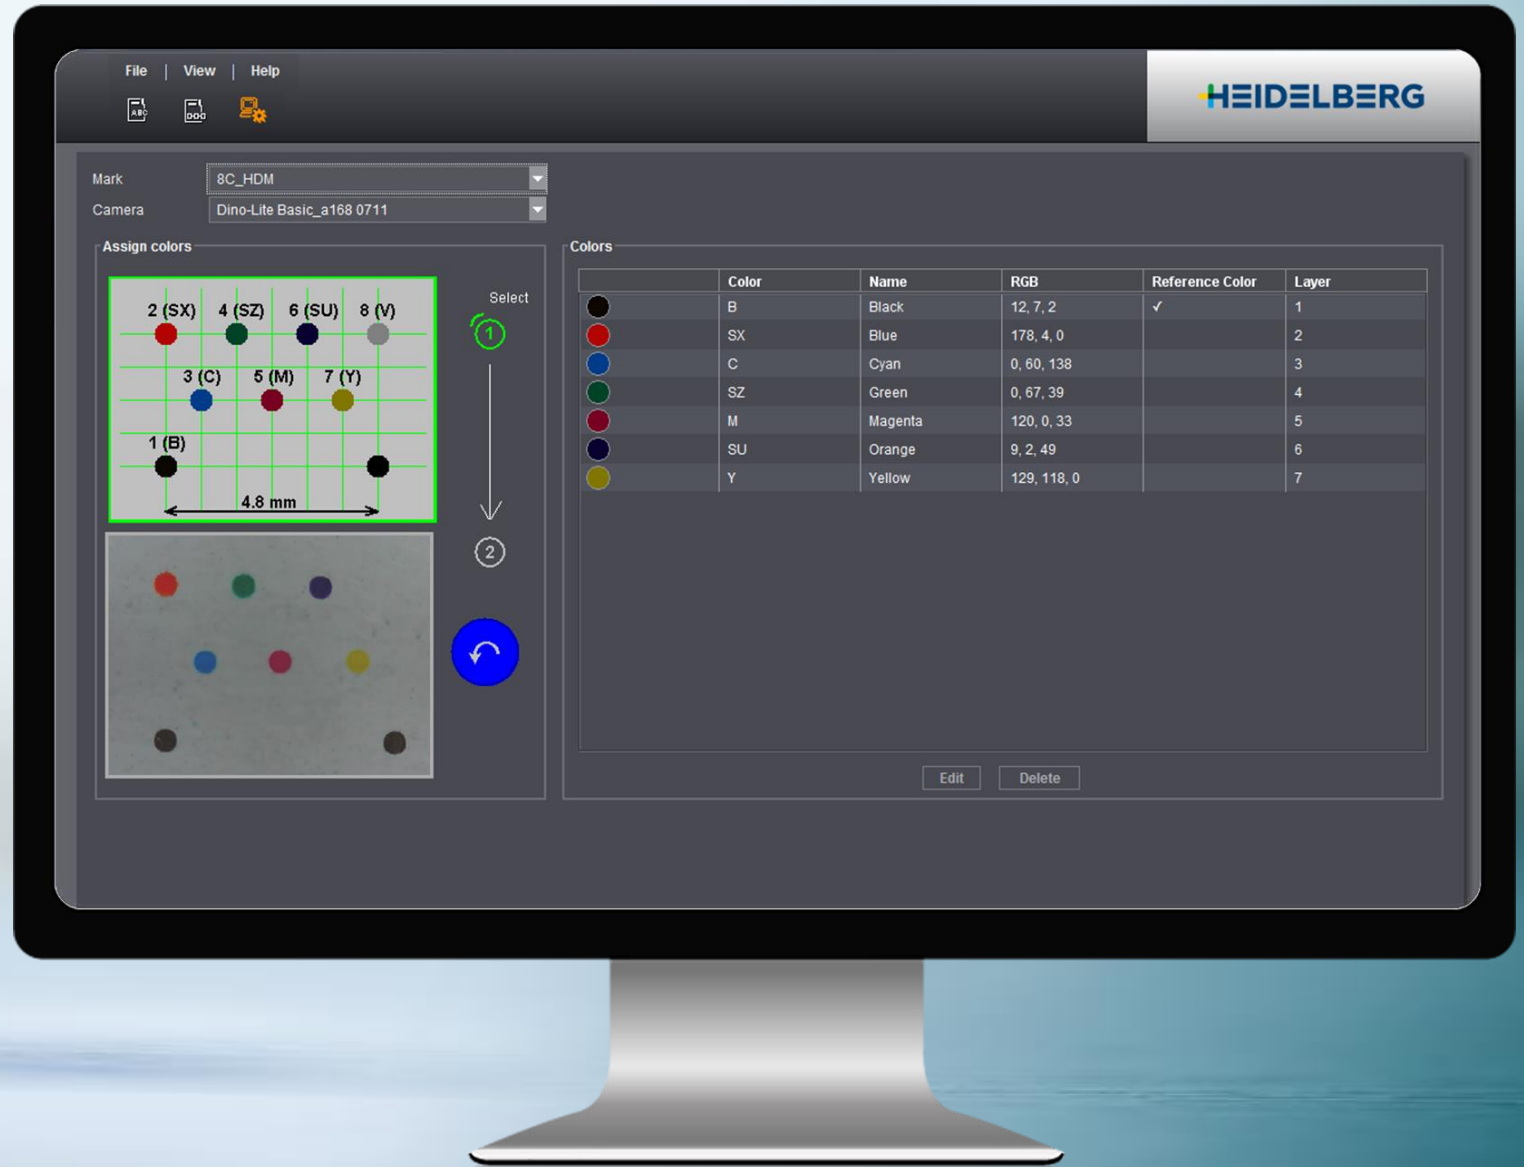 File | View | Help
ABC
HEIDELBERG
Mark 8C_HDM
Camera Dino-Lite Basic_a168 0711
Assign colors
2 (SX) 4 (SZ) 6 (SU) 8 (V)
3 (C) 5 (M) 7 (Y)
1 (B)
4.8 mm
Select
1
2
Colors
Color Name RGB Reference Color Layer
B Black 12, 7, 2 ✓ 1
SX Blue 178, 4, 0 2
C Cyan 0, 60, 138 3
SZ Green 0, 67, 39 4
M Magenta 120, 0, 33 5
SU Orange 9, 2, 49 6
Y Yellow 129, 118, 0 7
Edit Delete